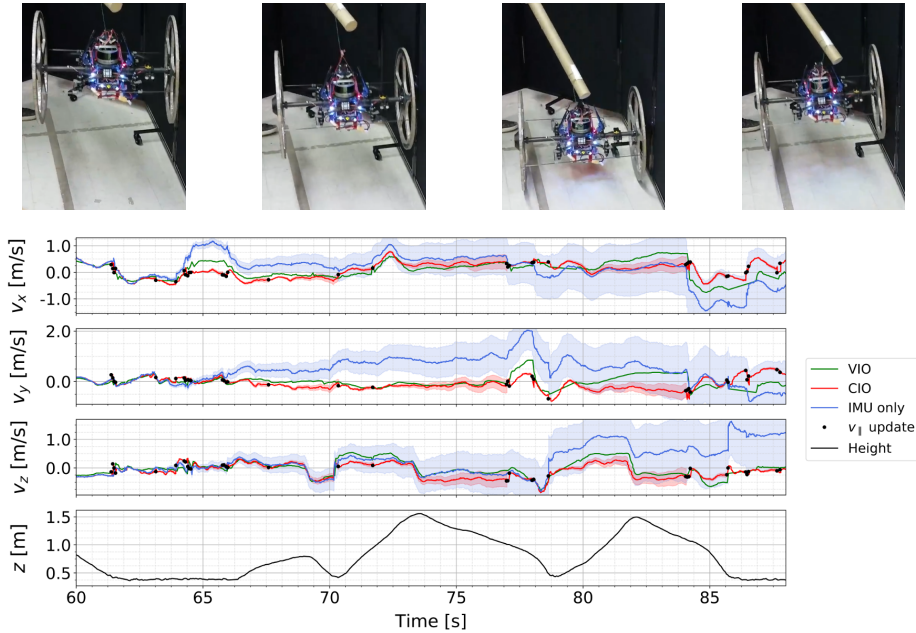 1.0
0.0
-1.0
v_x [m/s]
2.0
0.0
v_y [m/s]
VIO
CIO
IMU only
v_∥ update
Height
1.0
0.0
v_z [m/s]
1.5
1.0
0.5
z [m]
60 65 70 75 80 85
Time [s]